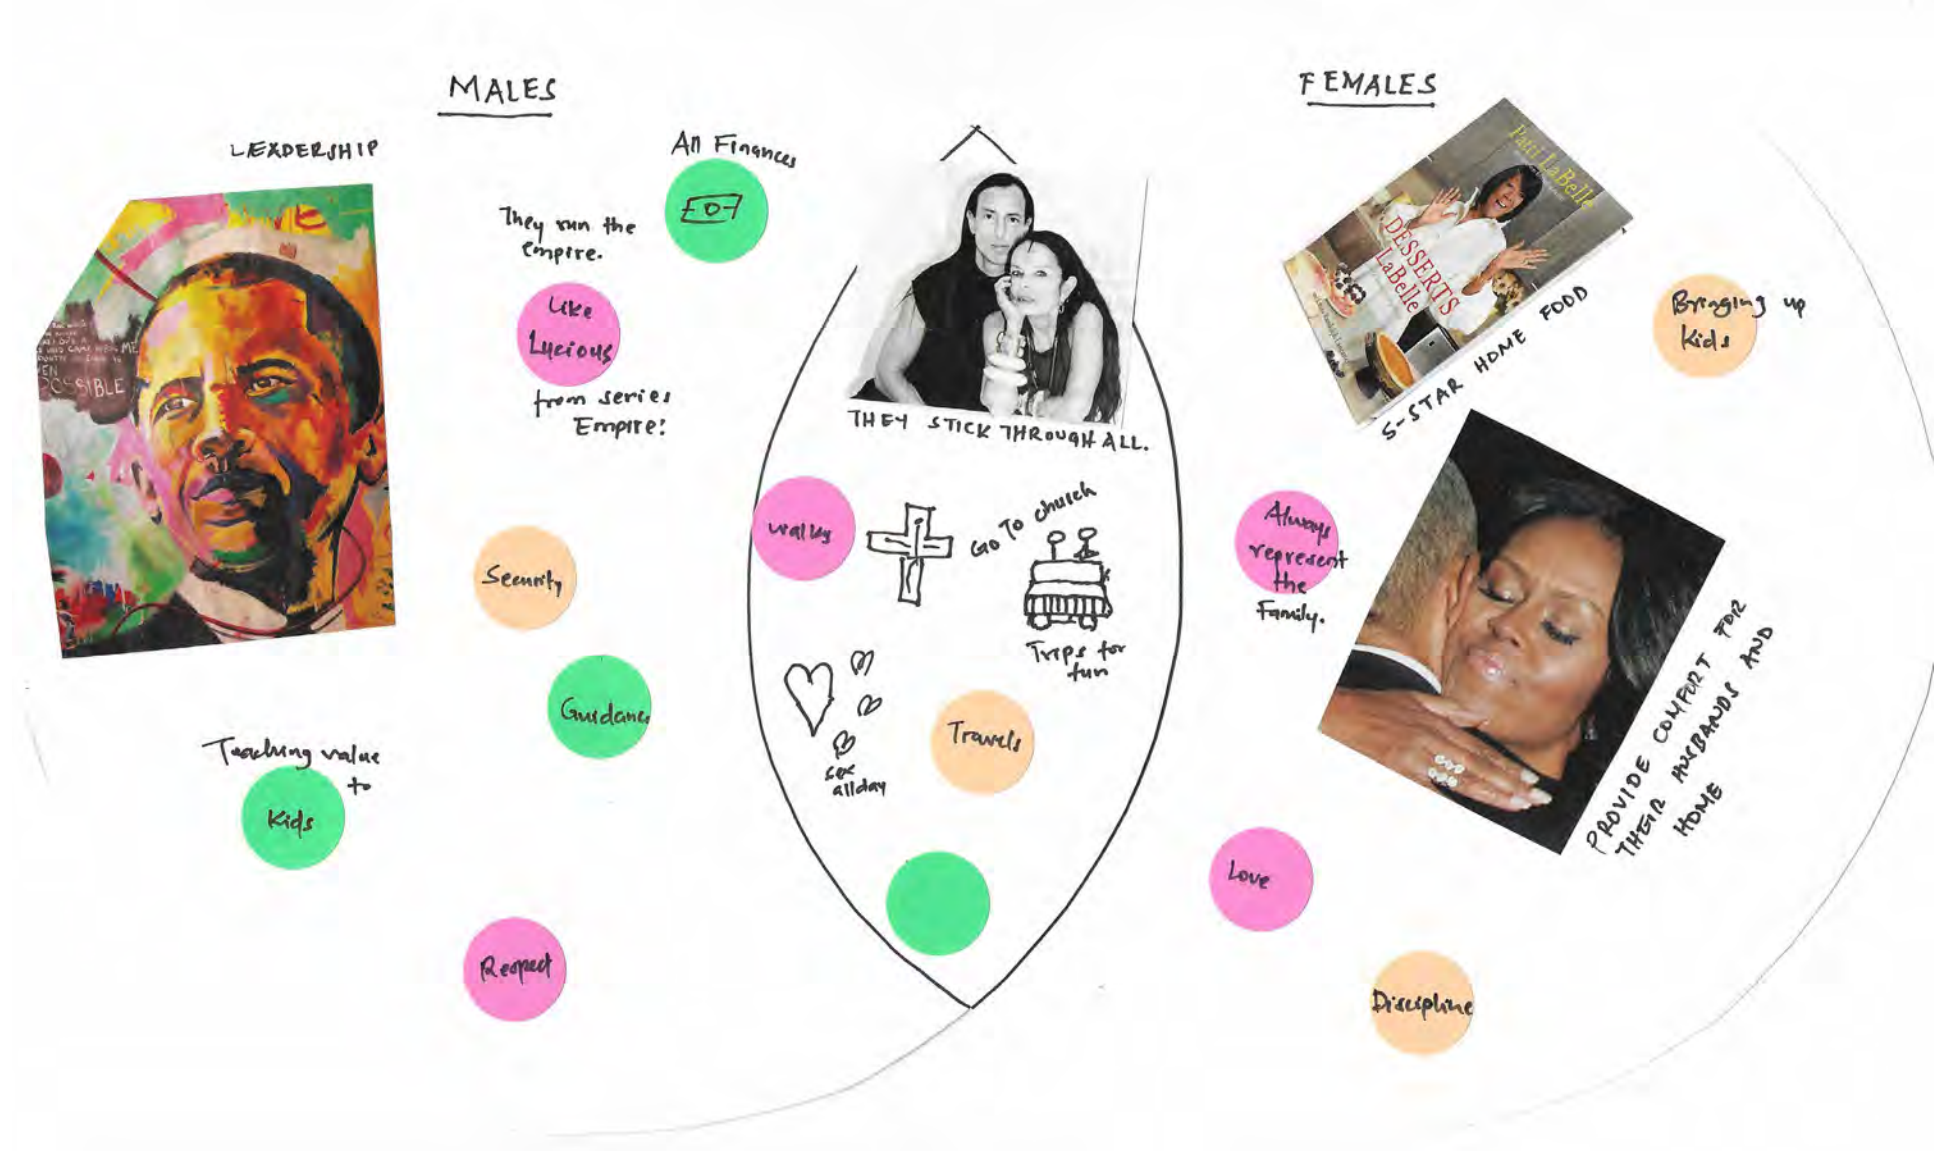 MALES
LEADERSHIP
All Finances
They run the
Empire.
Like
Lucious
from series
Empire!
Security
Guidance
Teaching value
to
Kids
Respect
POSSIBLE
THEY STICK THROUGH ALL.
walks
GO TO church
Trips for
fun
Travels
sex
all day
FEMALES
Patti LaBelle
DESSERTS
LaBelle
5-STAR HOME FOOD
Bringing up
Kids
Always
represent
the
Family.
PROVIDE COMFORT FOR
THEIR HUSBANDS AND
HOME
Love
Discipline